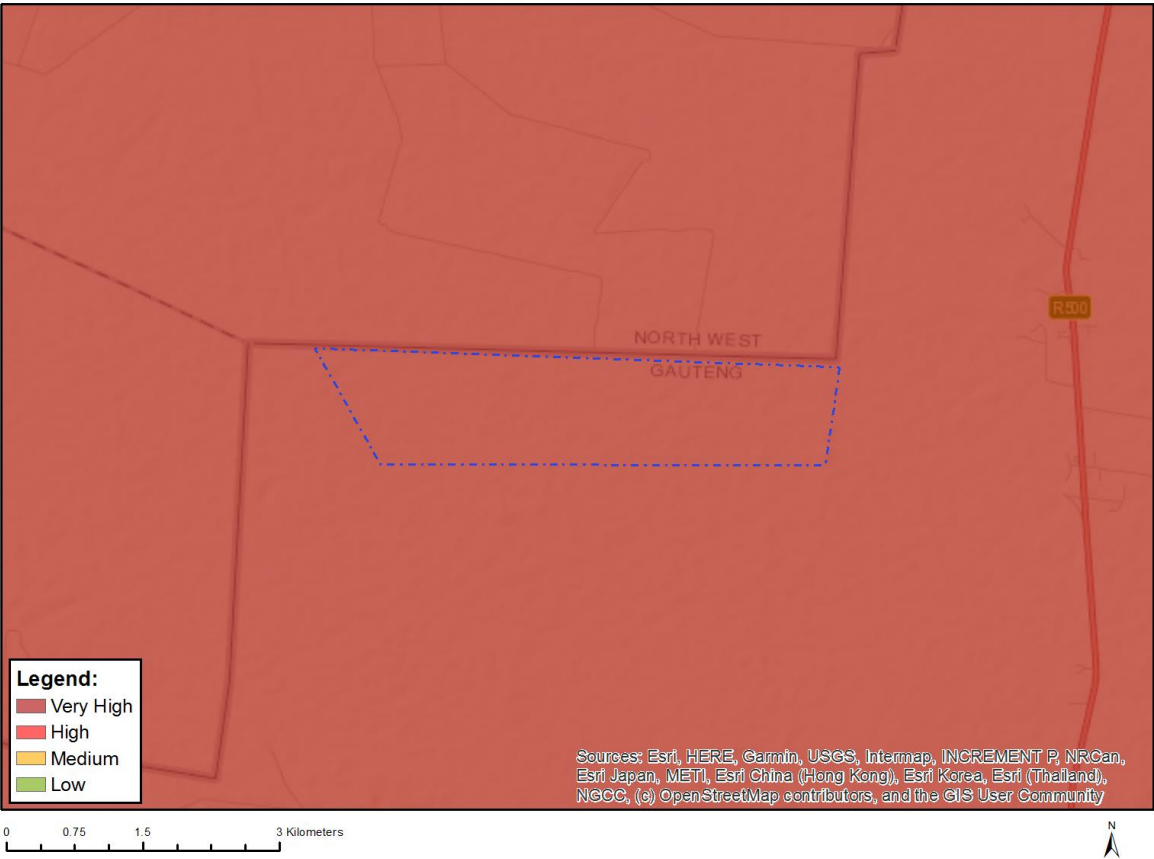 R500
NORTH WEST
GAUTENG
Legend:
Very High
High
Medium
Low
Sources: Esri, HERE, Garmin, USGS, Intermap, INCREMENT P, NRCan,
Esri Japan, METI, Esri China (Hong Kong), Esri Korea, Esri (Thailand),
NGCC, (c) OpenStreetMap contributors, and the GIS User Community
0 0.75 1.5 3 Kilometers
N